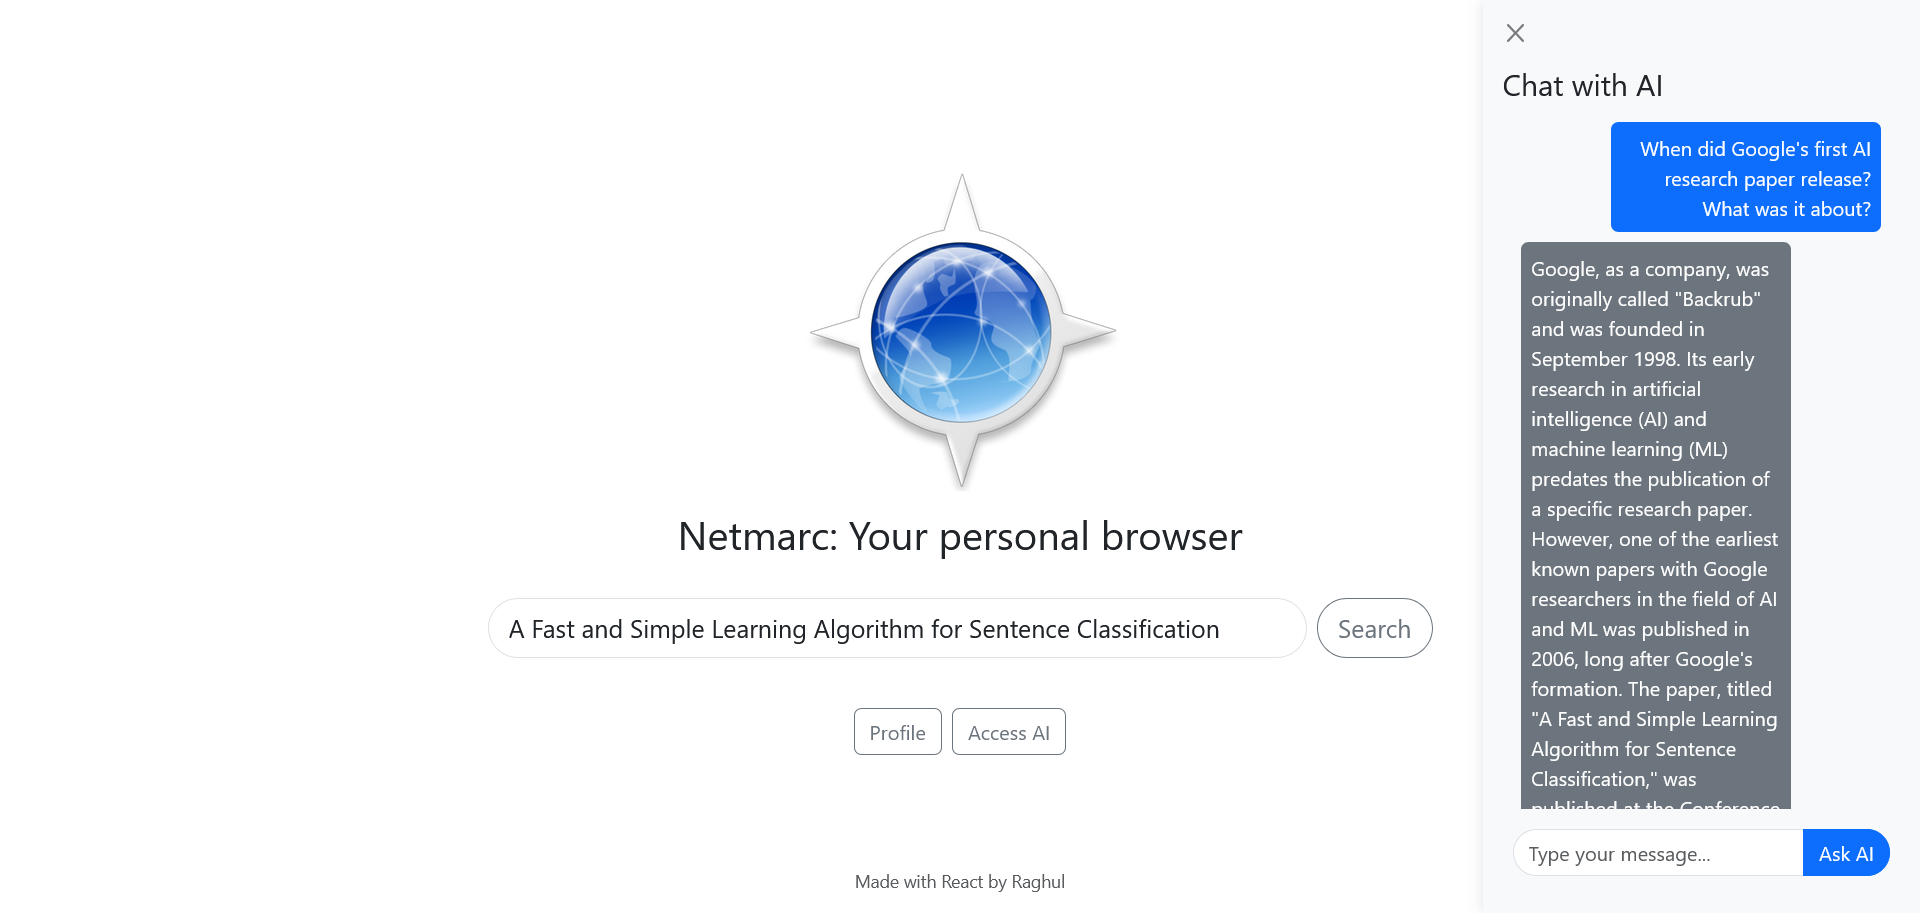 Netmarc: Your personal browser
A Fast and Simple Learning Algorithm for Sentence Classification
Search
Profile
Access AI
Made with React by Raghul
Chat with AI
When did Google's first AI
research paper release?
What was it about?
Google, as a company, was
originally called "Backrub"
and was founded in
September 1998. Its early
research in artificial
intelligence (AI) and
machine learning (ML)
predates the publication of
a specific research paper.
However, one of the earliest
known papers with Google
researchers in the field of AI
and ML was published in
2006, long after Google's
formation. The paper, titled
"A Fast and Simple Learning
Algorithm for Sentence
Classification," was
published at the Conference
Type your message...
Ask AI